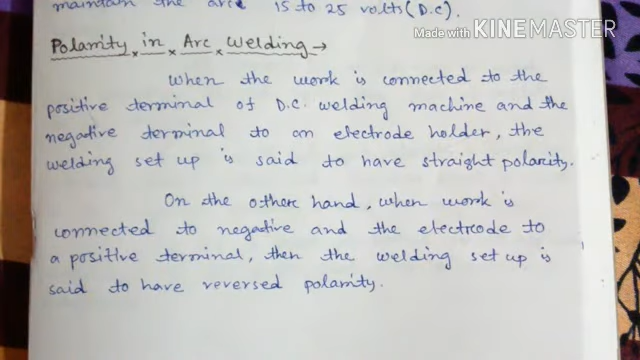 maintain the arc 15 to 25 volts (D.C).
Made with KINEMASTER
Polarity in Arc Welding →
When the work is connected to the
positive terminal of D.C. welding machine and the
negative terminal to an electrode holder, the
welding set up is said to have straight polarity.
On the other hand, when work is
connected to negative and the electrode to
a positive terminal, then the welding set up is
said to have reversed polarity.